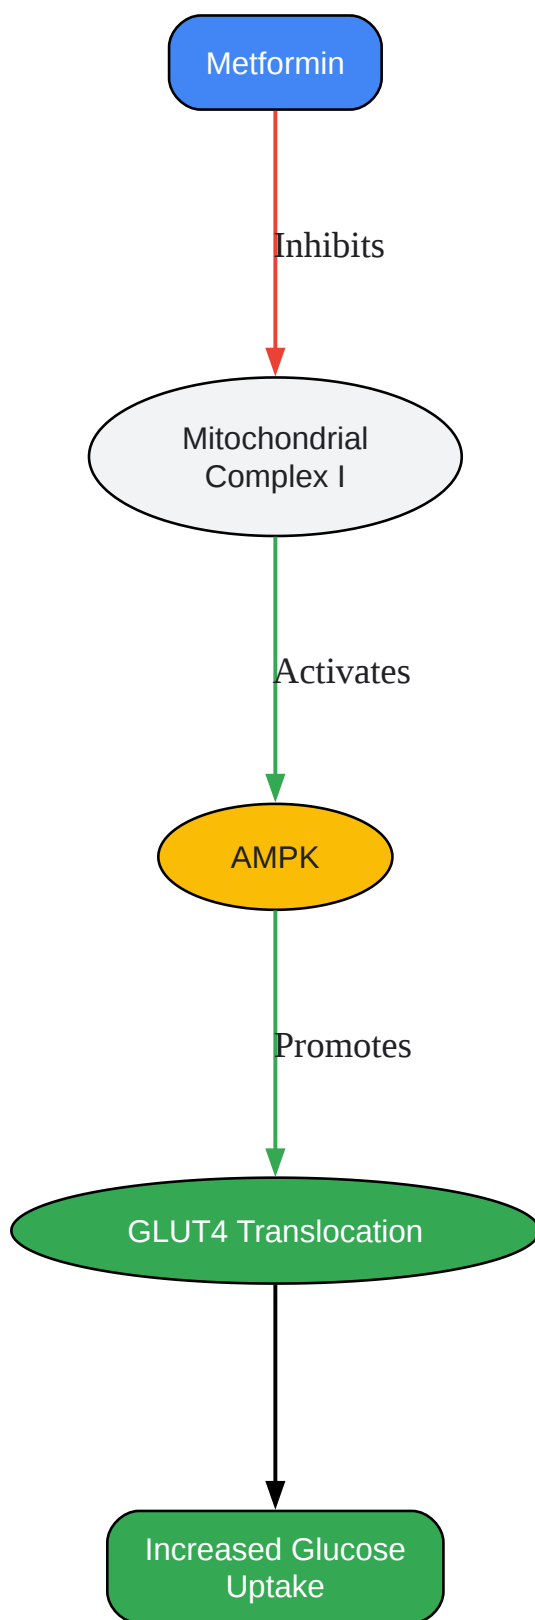 Metformin
Inhibits
Mitochondrial
Complex I
Activates
AMPK
Promotes
GLUT4 Translocation
Increased Glucose
Uptake